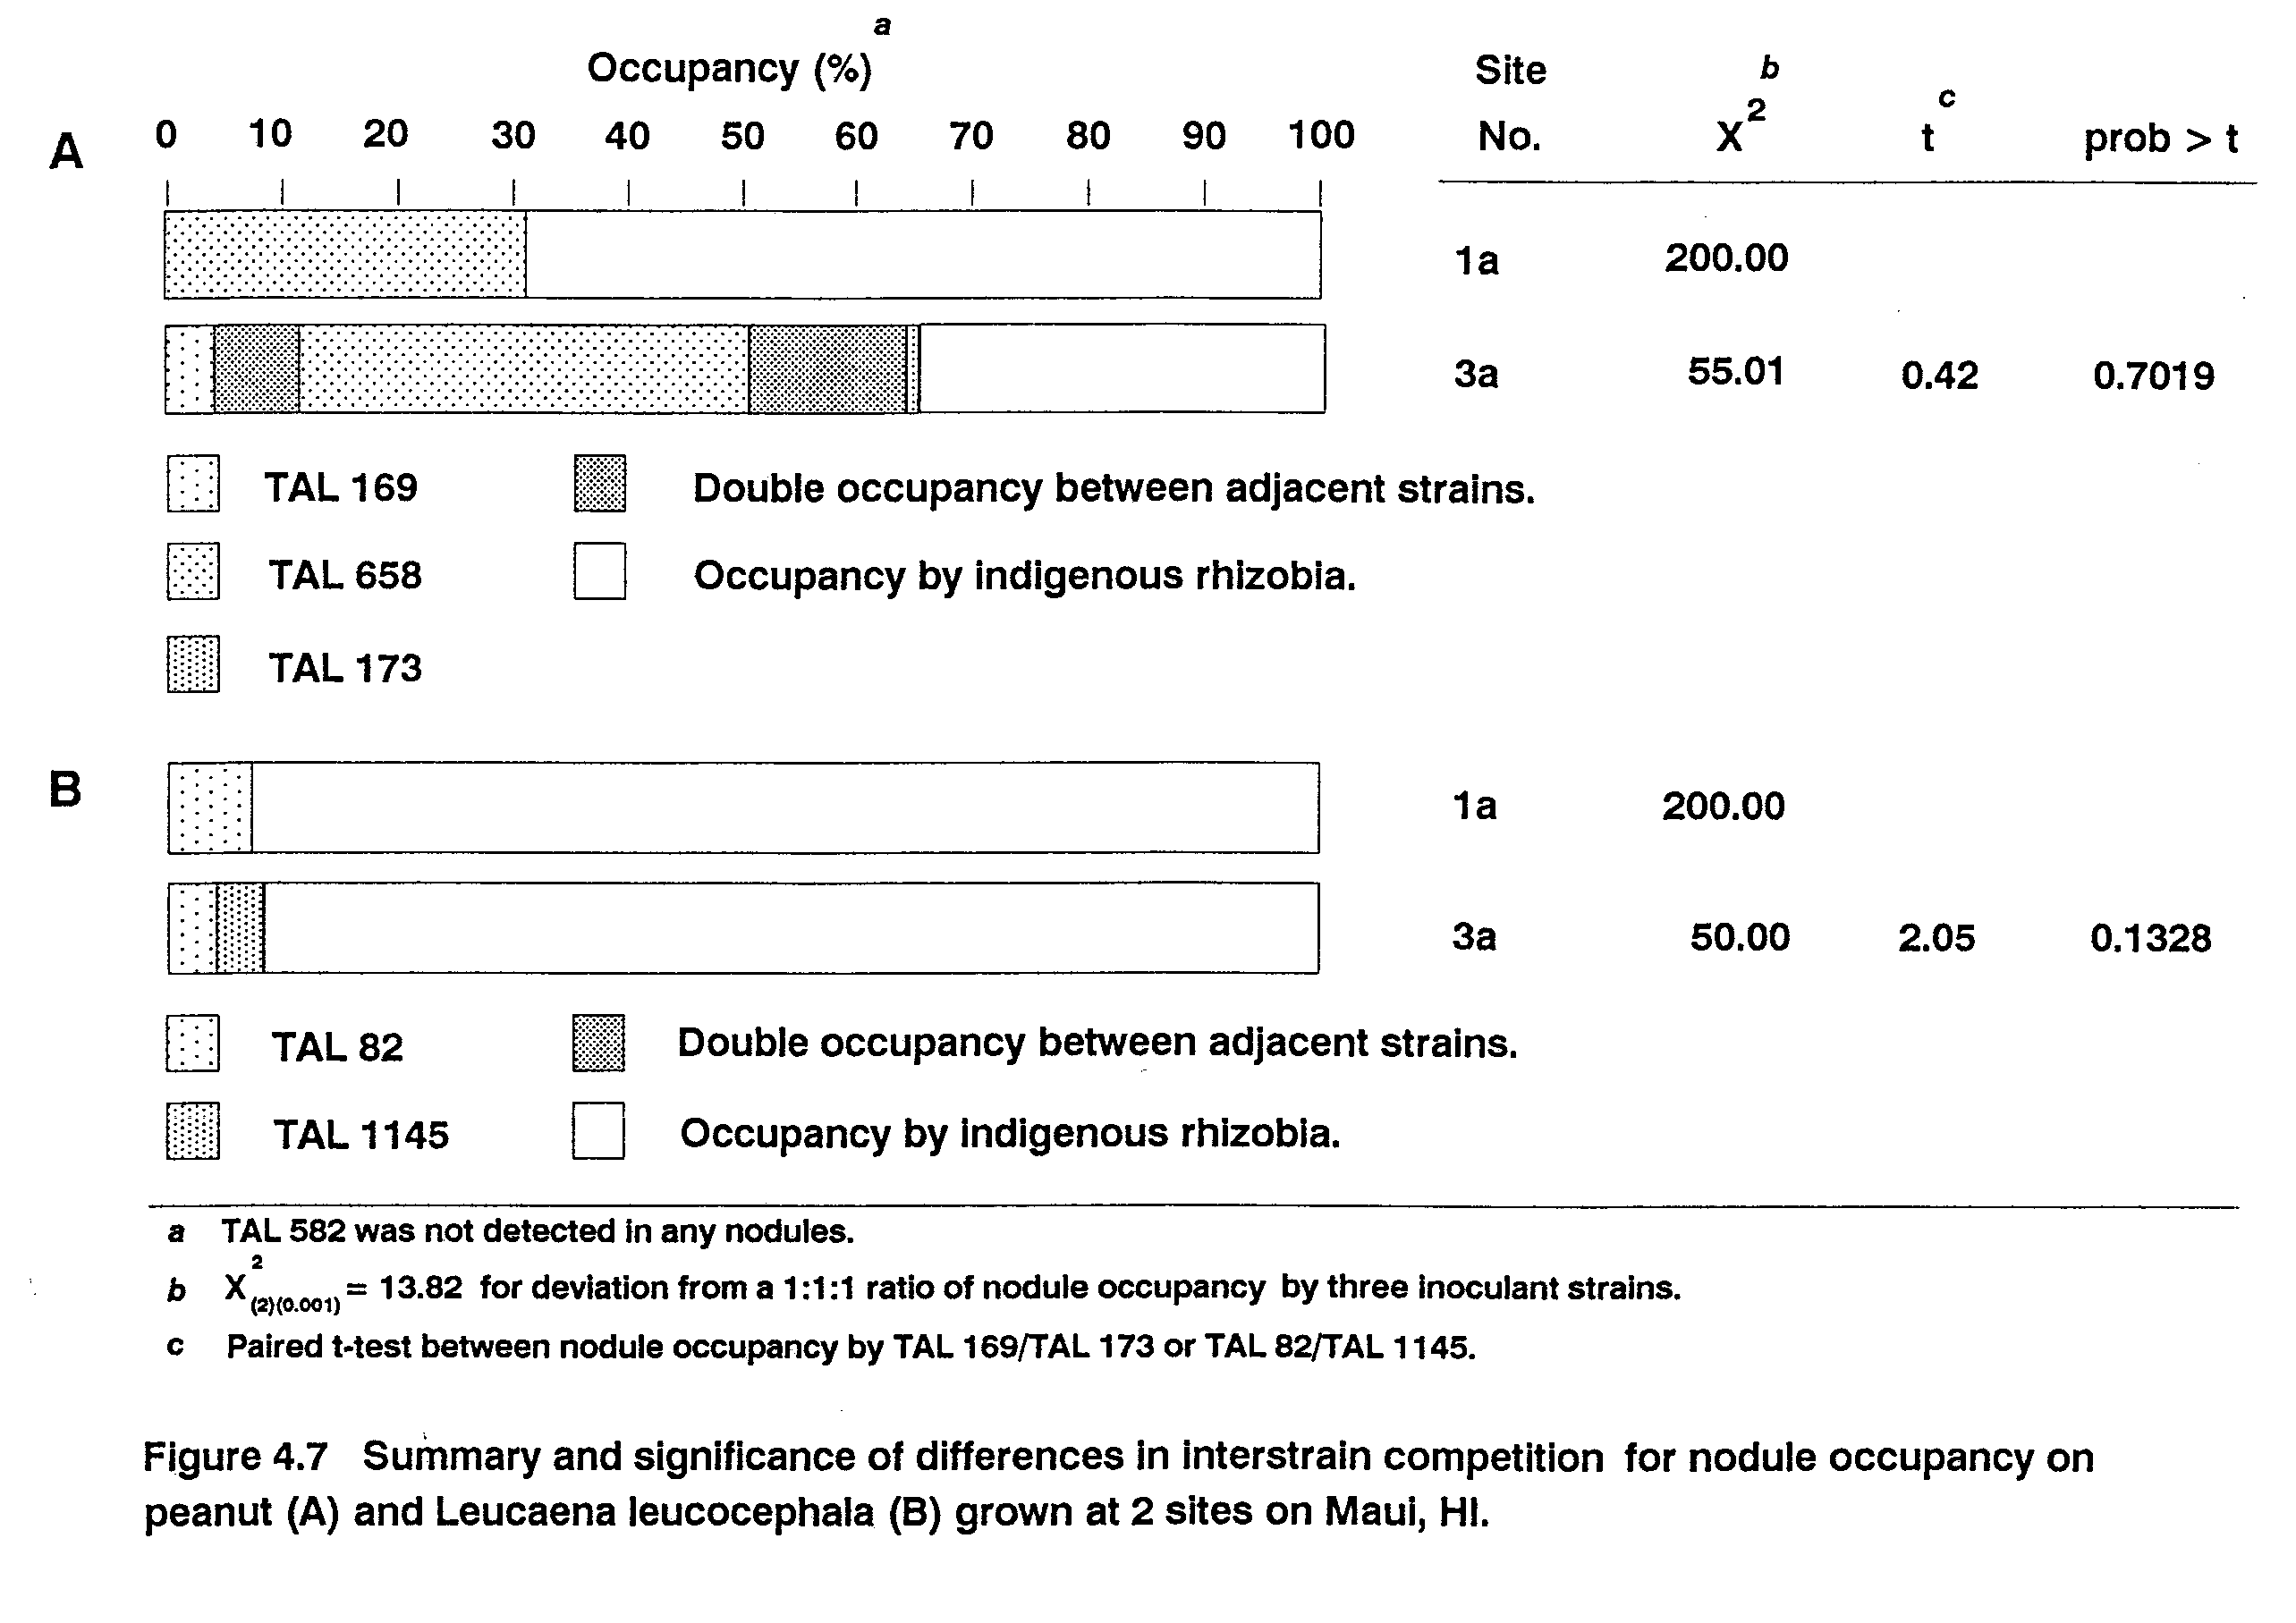 a
Occupancy (%)
Site b
0 10 20 30 40 50 60 70 80 90 100 No. X2 tc prob > t
A
1a 200.00
3a 55.01 0.42 0.7019
TAL 169 Double occupancy between adjacent strains.
TAL 658 Occupancy by indigenous rhizobia.
TAL 173
B
1a 200.00
3a 50.00 2.05 0.1328
TAL 82 Double occupancy between adjacent strains.
TAL 1145 Occupancy by indigenous rhizobia.
a TAL 582 was not detected in any nodules.
b X2(2)(0.001) = 13.82 for deviation from a 1:1:1 ratio of nodule occupancy by three inoculant strains.
c Paired t-test between nodule occupancy by TAL 169/TAL 173 or TAL 82/TAL 1145.
Figure 4.7 Summary and significance of differences in interstrain competition for nodule occupancy on
peanut (A) and Leucaena leucocephala (B) grown at 2 sites on Maui, HI.